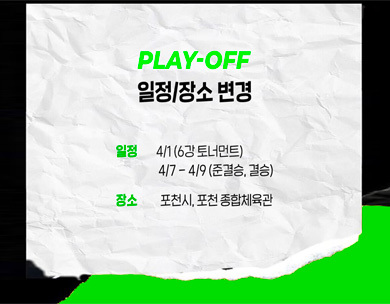 PLAY-OFF
일정/장소 변경
일정 4/1 (6강 토너먼트)
4/7 - 4/9 (준결승, 결승)
장소 포천시, 포천 종합체육관